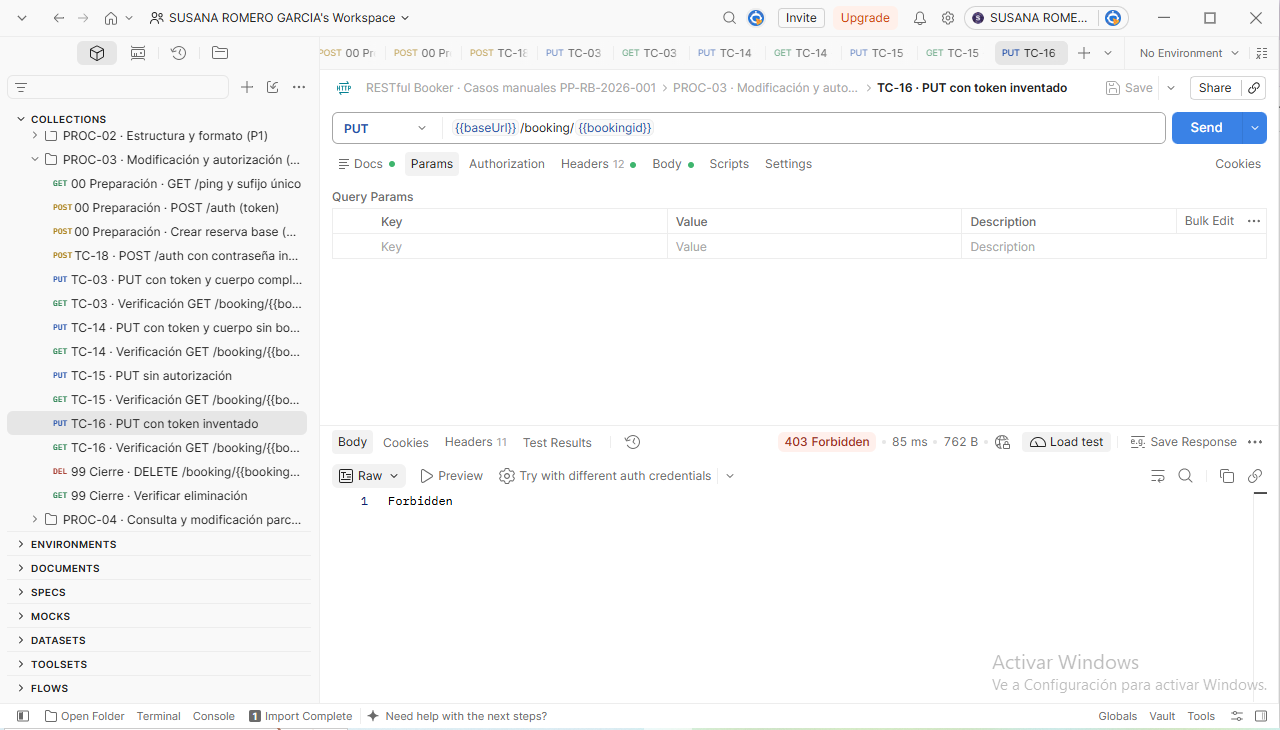 SUSANA ROMERO GARCIA's Workspace
Invite
Upgrade
SUSANA ROME...
POST 00 Pr
POST 00 Pr
POST TC-18
PUT TC-03
GET TC-03
PUT TC-14
GET TC-14
PUT TC-15
GET TC-15
PUT TC-16
No Environment
HTTP RESTful Booker · Casos manuales PP-RB-2026-001 > PROC-03 · Modificación y auto... > TC-16 · PUT con token inventado
Save
Share
COLLECTIONS
PROC-02 · Estructura y formato (P1)
PROC-03 · Modificación y autorización (...
GET 00 Preparación · GET /ping y sufijo único
POST 00 Preparación · POST /auth (token)
POST 00 Preparación · Crear reserva base (...
POST TC-18 · POST /auth con contraseña in...
PUT TC-03 · PUT con token y cuerpo compl...
GET TC-03 · Verificación GET /booking/{{bo...
PUT TC-14 · PUT con token y cuerpo sin bo...
GET TC-14 · Verificación GET /booking/{{bo...
PUT TC-15 · PUT sin autorización
GET TC-15 · Verificación GET /booking/{{bo...
PUT TC-16 · PUT con token inventado
GET TC-16 · Verificación GET /booking/{{bo...
DEL 99 Cierre · DELETE /booking/{{booking...
GET 99 Cierre · Verificar eliminación
PROC-04 · Consulta y modificación parc...
ENVIRONMENTS
DOCUMENTS
SPECS
MOCKS
DATASETS
TOOLSETS
FLOWS
PUT
{{baseUrl}} /booking/ {{bookingid}}
Send
Docs
Params
Authorization
Headers 12
Body
Scripts
Settings
Cookies
Query Params
Key Value Description Bulk Edit
Key Value Description
Body
Cookies
Headers 11
Test Results
403 Forbidden
85 ms
762 B
Load test
e.g. Save Response
Raw
Preview
Try with different auth credentials
1 Forbidden
Activar Windows
Ve a Configuración para activar Windows.
Open Folder
Terminal
Console
1 Import Complete
Need help with the next steps?
Globals
Vault
Tools